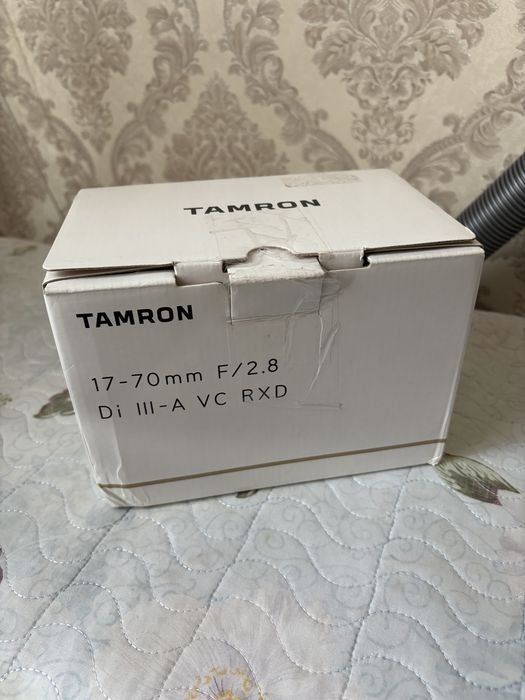 TAMRON
TAMRON
17-70mm F/2.8
Di III-A VC RXD